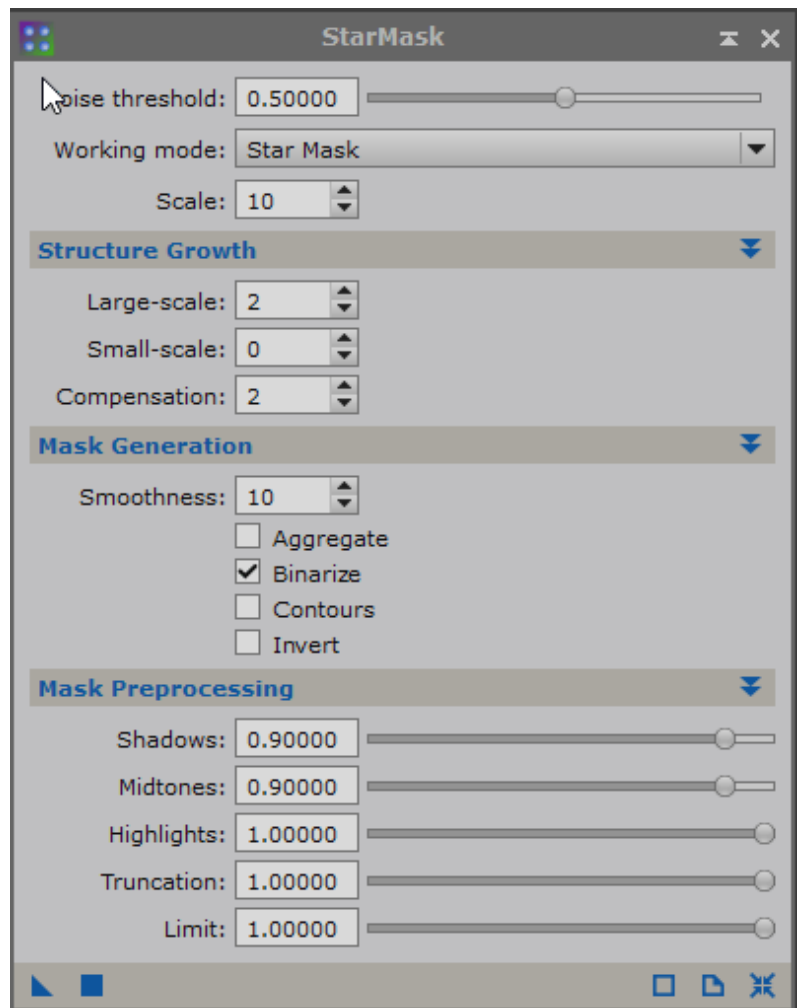 StarMask
oise threshold: 0.50000
Working mode: Star Mask
Scale: 10
Structure Growth
Large-scale: 2
Small-scale: 0
Compensation: 2
Mask Generation
Smoothness: 10
Aggregate
Binarize
Contours
Invert
Mask Preprocessing
Shadows: 0.90000
Midtones: 0.90000
Highlights: 1.00000
Truncation: 1.00000
Limit: 1.00000